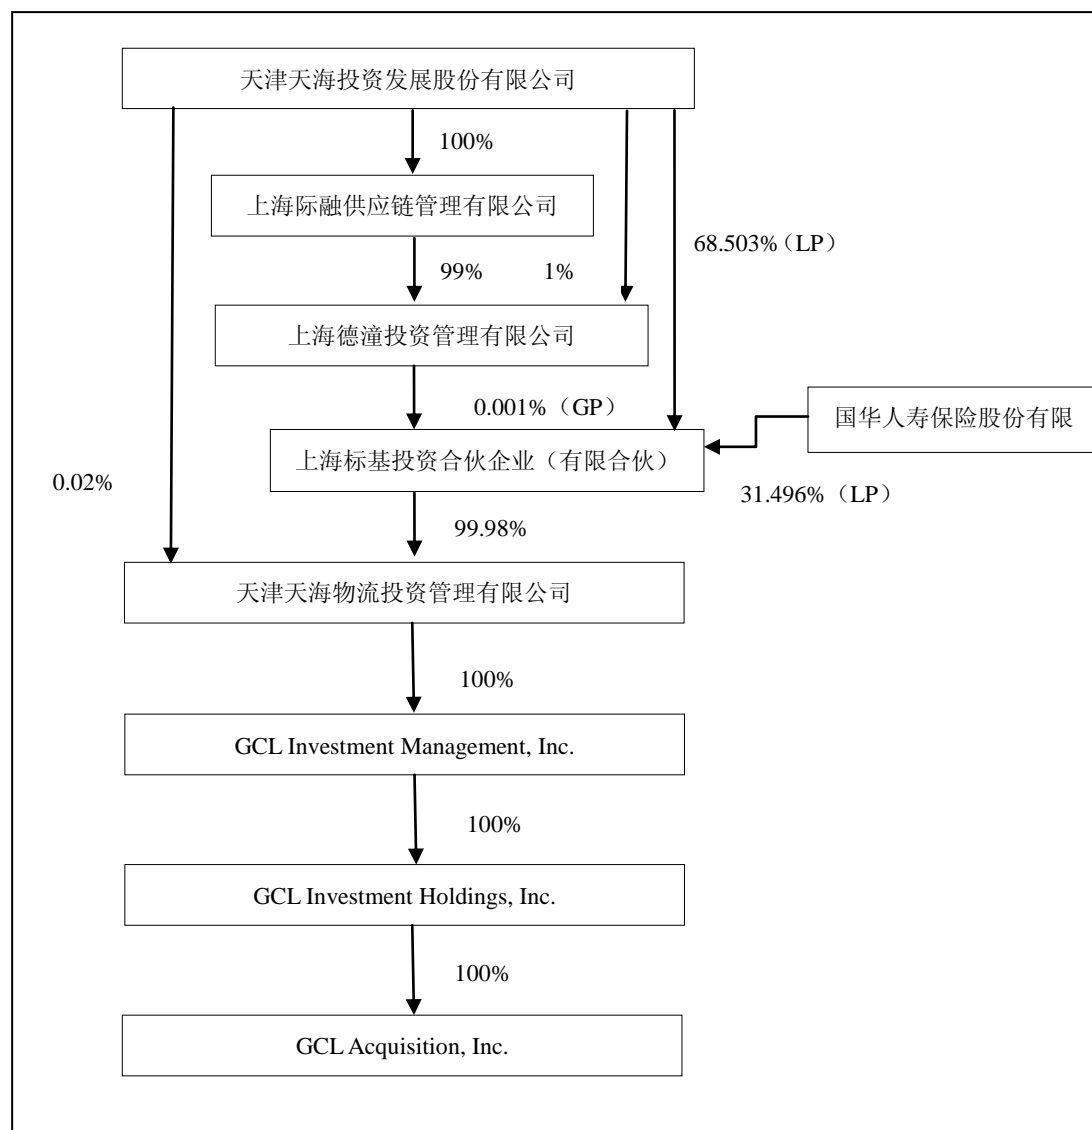 天津天海投资发展股份有限公司
100%
上海际融供应链管理有限公司
68.503%（LP）
99%
1%
上海德潼投资管理有限公司
0.001%（GP）
国华人寿保险股份有限
上海标基投资合伙企业（有限合伙）
0.02%
31.496%（LP）
99.98%
天津天海物流投资管理有限公司
100%
GCL Investment Management, Inc.
100%
GCL Investment Holdings, Inc.
100%
GCL Acquisition, Inc.